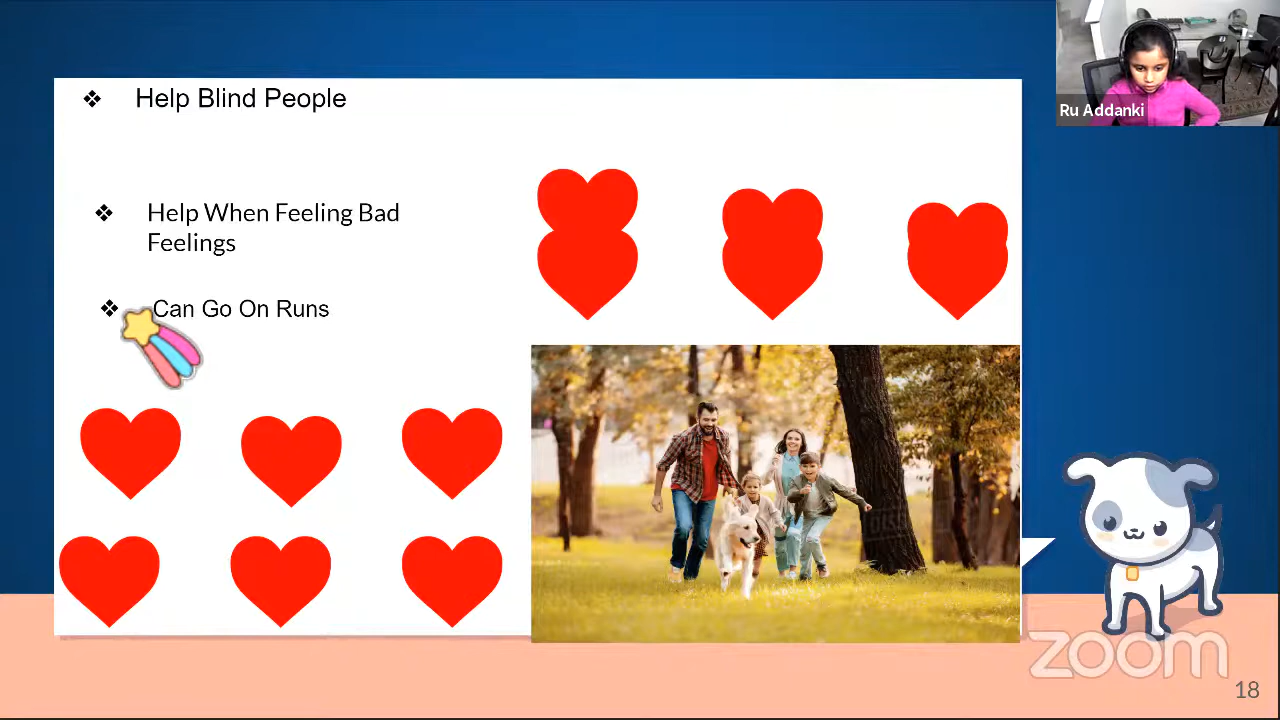 Help Blind People
Help When Feeling Bad
Feelings
Can Go On Runs
Ru Addanki
zoom
18